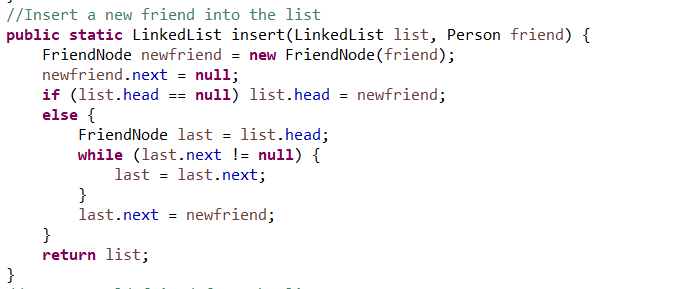 //Insert a new friend into the list
public static LinkedList insert(LinkedList list, Person friend) {
    FriendNode newfriend = new FriendNode(friend);
    newfriend.next = null;
    if (list.head == null) list.head = newfriend;
    else {
        FriendNode last = list.head;
        while (last.next != null) {
            last = last.next;
        }
        last.next = newfriend;
    }
    return list;
}